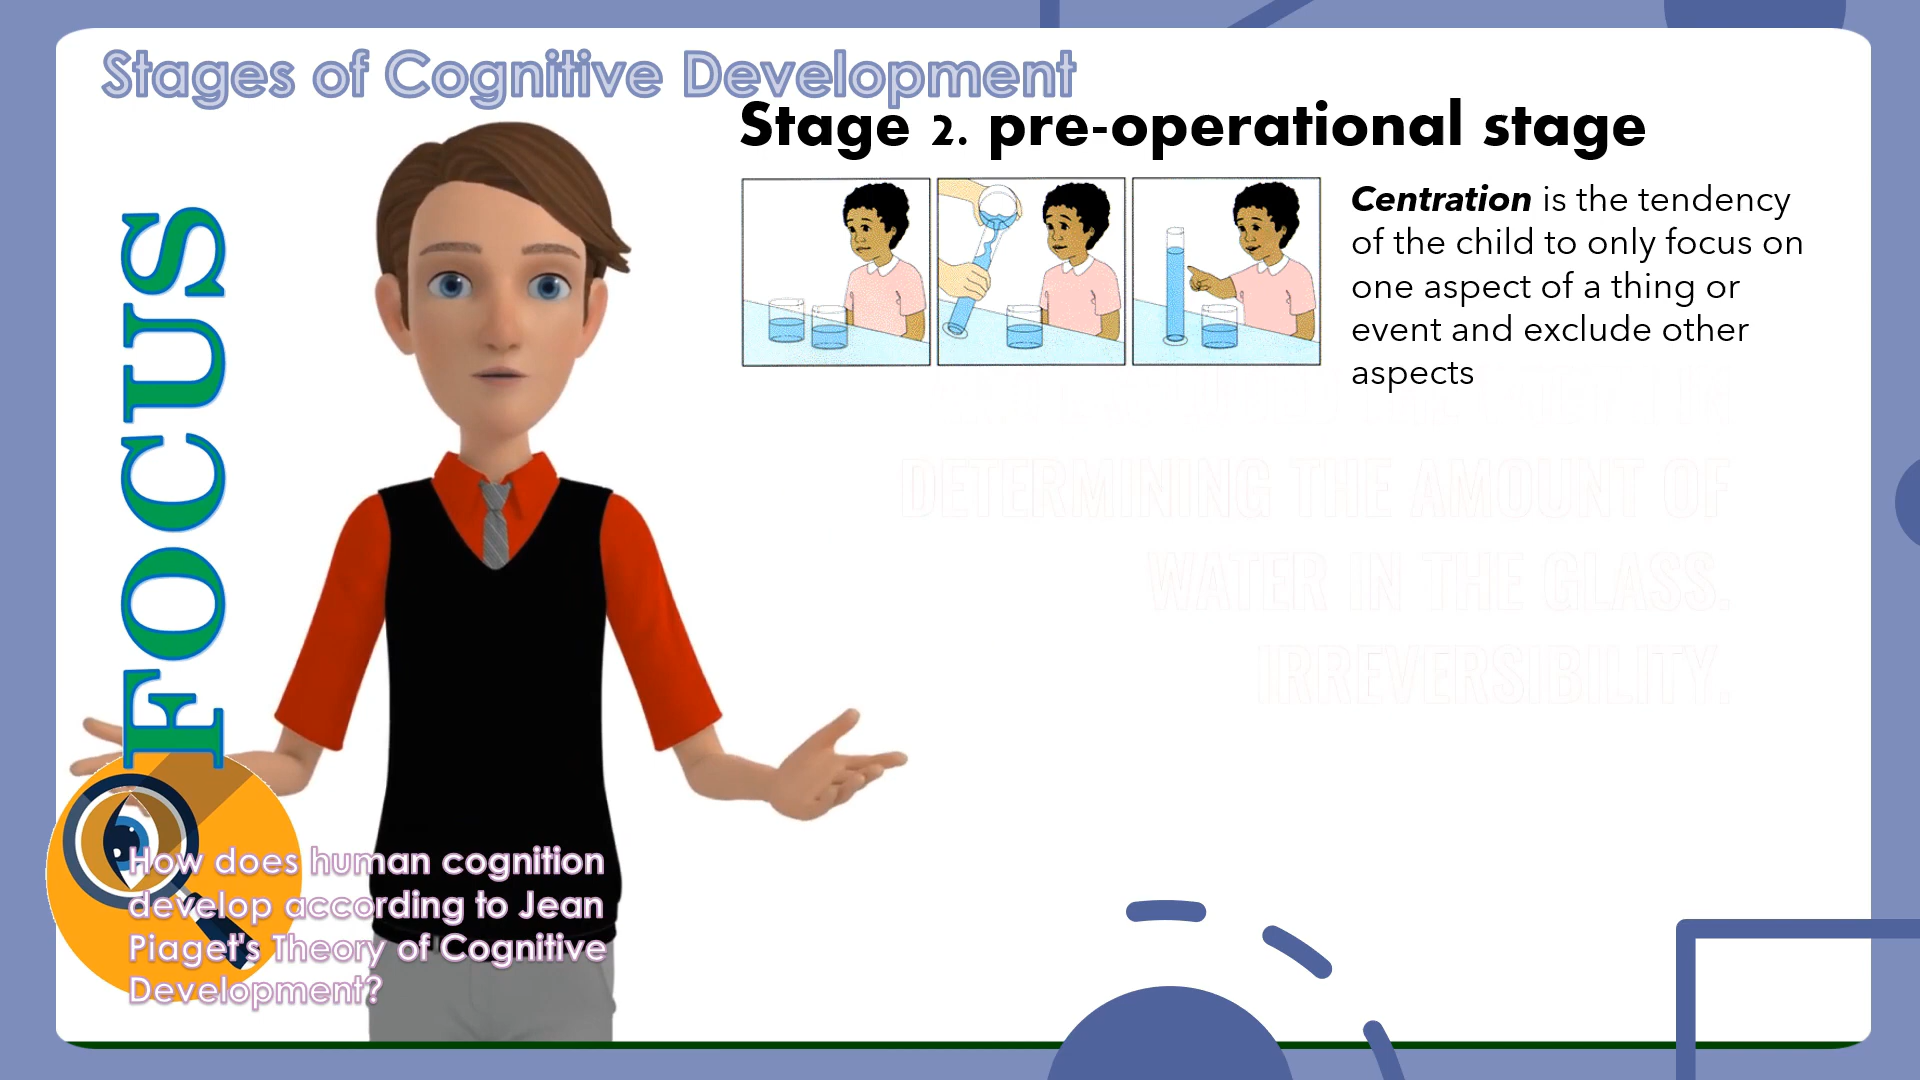 Stages of Cognitive Development
Stage 2. pre-operational stage
Centration is the tendency
of the child to only focus on
one aspect of a thing or
event and exclude other
aspects
DETERMINING THE AMOUNT OF
WATER IN THE GLASS.
IRREVERSIBILITY.
FOCUS
How does human cognition
develop according to Jean
Piaget's Theory of Cognitive
Development?